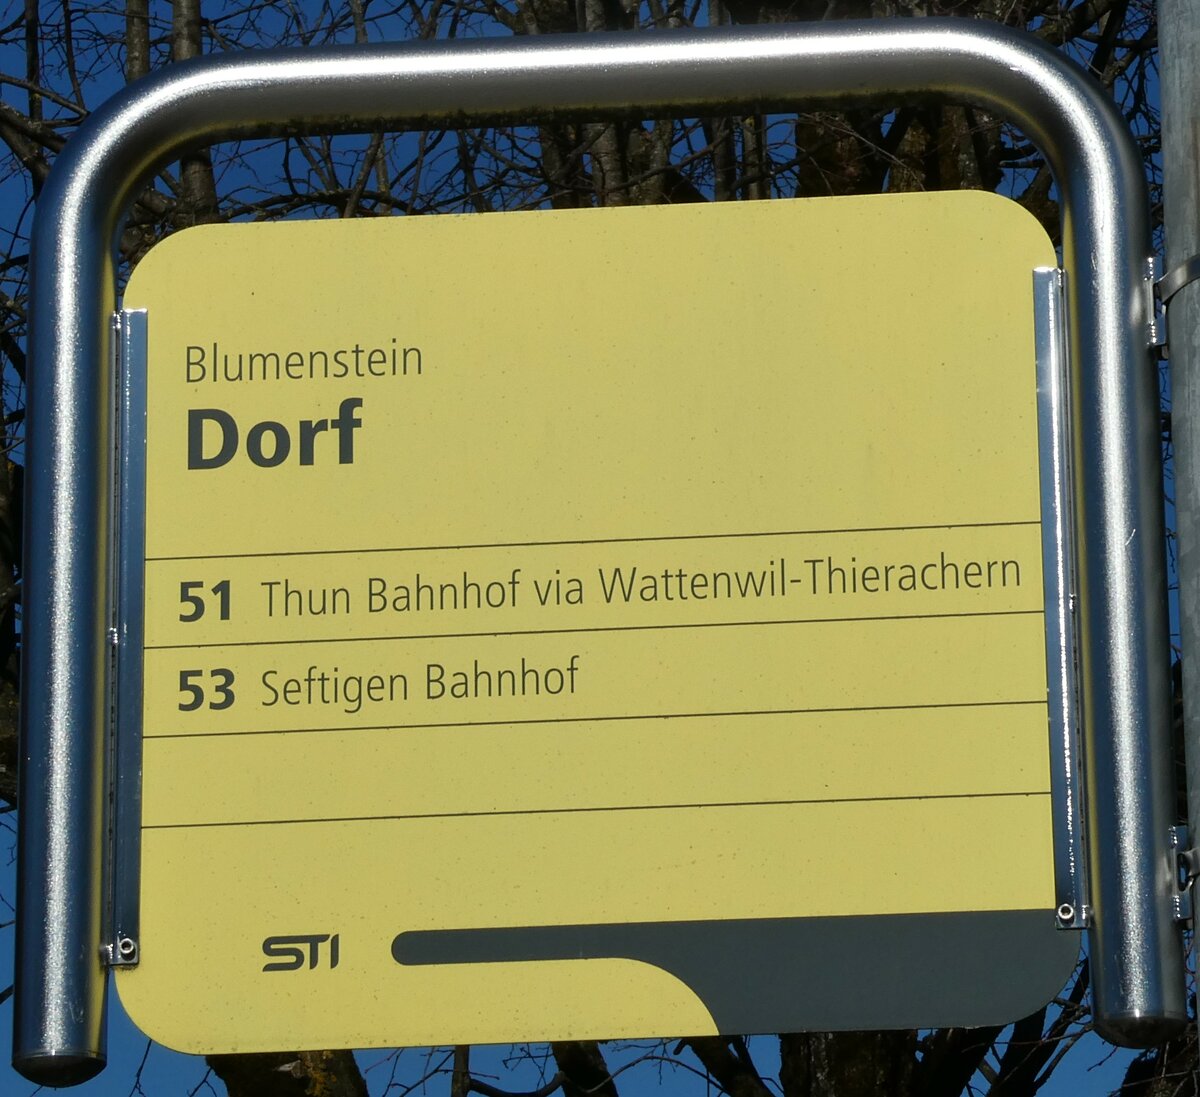 Blumenstein
Dorf
51 Thun Bahnhof via Wattenwil-Thierachern
53 Seftigen Bahnhof
STI